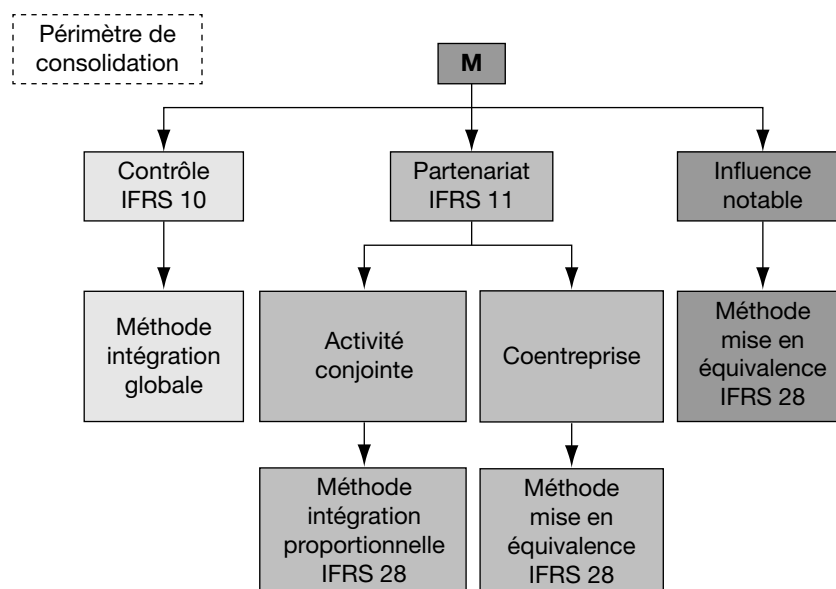 Périmètre de
consolidation
M
Contrôle
IFRS 10
Partenariat
IFRS 11
Influence
notable
Méthode
intégration
globale
Activité
conjointe
Coentreprise
Méthode
mise en
équivalence
IFRS 28
Méthode
intégration
proportionnelle
IFRS 28
Méthode
mise en
équivalence
IFRS 28